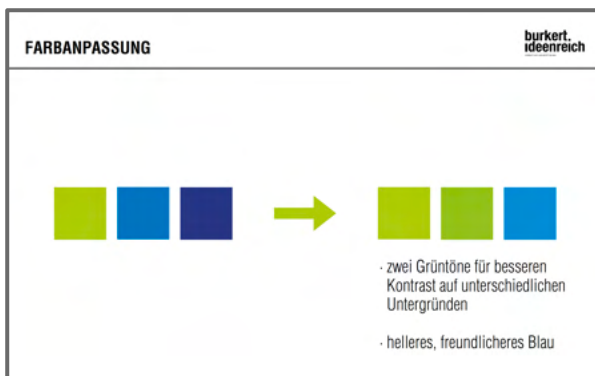 FARBANPASSUNG
burkert.
ideenreich
· zwei Grüntöne für besseren
Kontrast auf unterschiedlichen
Untergründen
· helleres, freundlicheres Blau